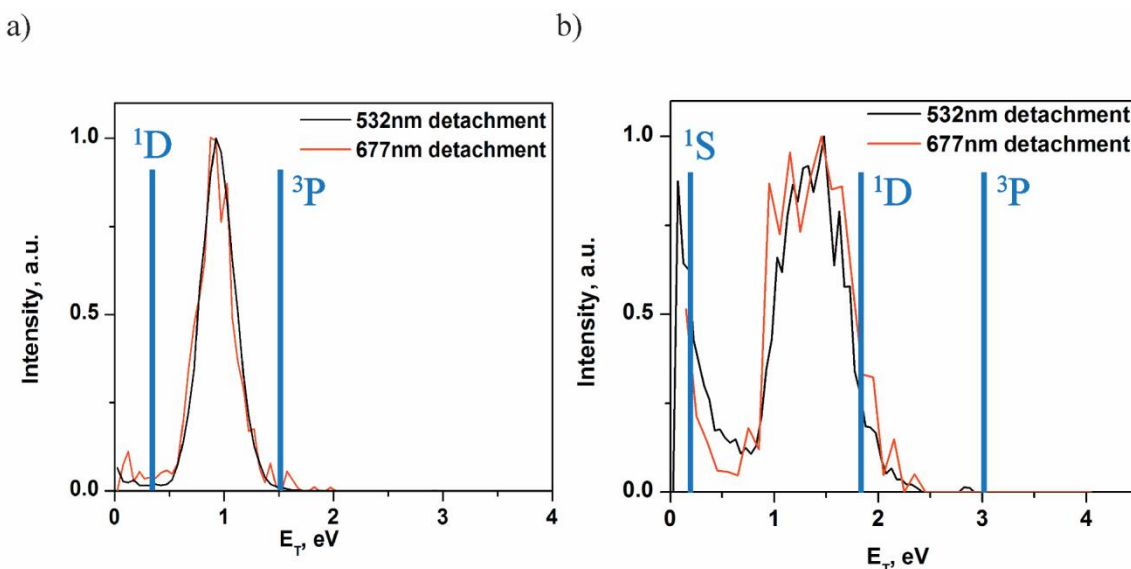 a)
1.0
0.5
0.0
Intensity, a.u.
532nm detachment
677nm detachment
¹D
³P
0 1 2 3 4
E_T, eV
b)
1.0
0.5
0.0
Intensity, a.u.
532nm detachment
677nm detachment
¹S
¹D
³P
0 1 2 3 4
E_T, eV